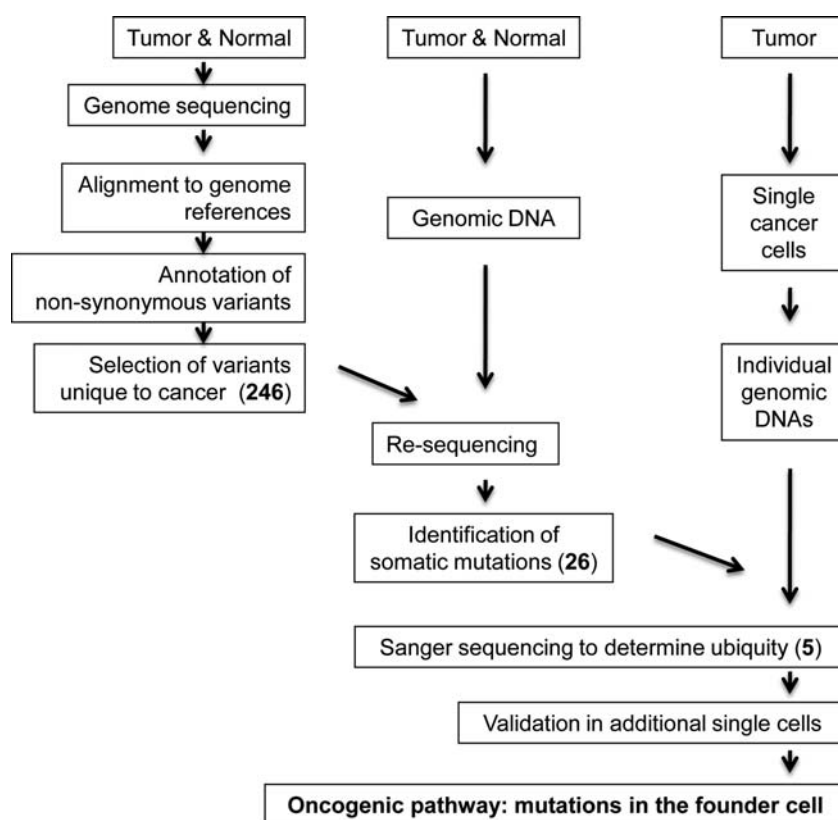 Tumor & Normal
Genome sequencing
Alignment to genome
references
Annotation of
non-synonymous variants
Selection of variants
unique to cancer (246)
Tumor & Normal
Genomic DNA
Re-sequencing
Identification of
somatic mutations (26)
Tumor
Single
cancer
cells
Individual
genomic
DNAs
Sanger sequencing to determine ubiquity (5)
Validation in additional single cells
Oncogenic pathway: mutations in the founder cell